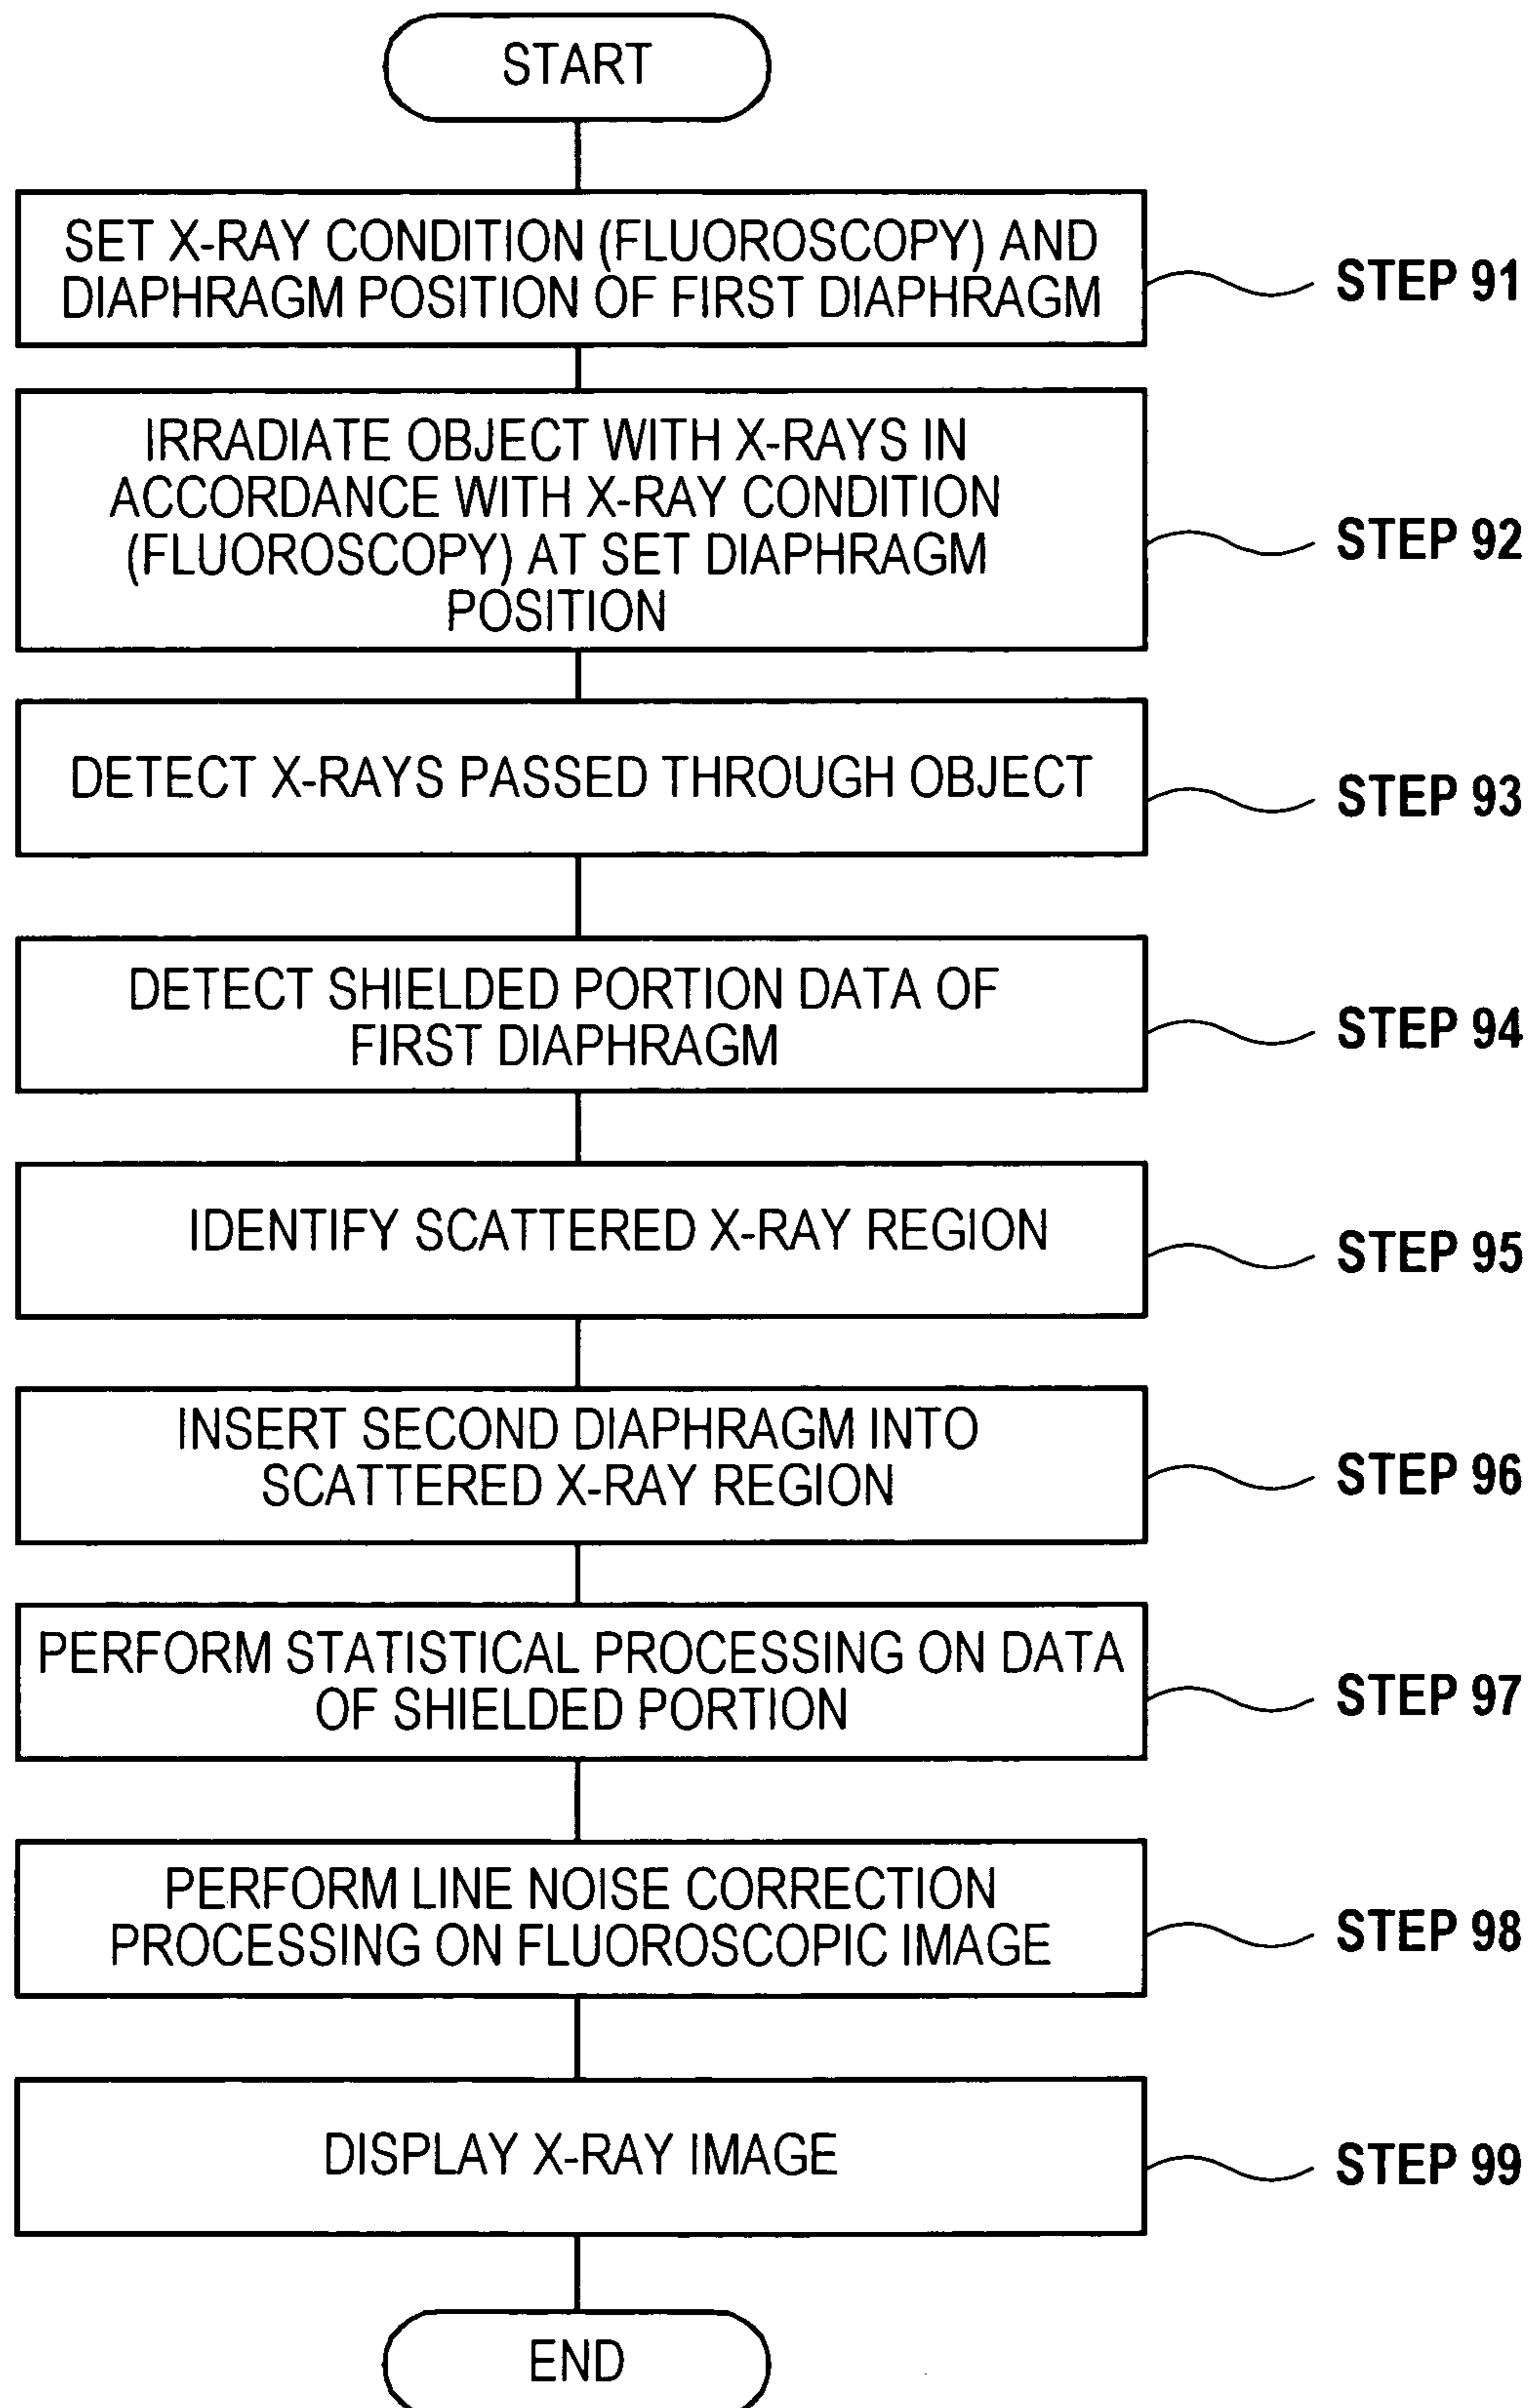 START
SET X-RAY CONDITION (FLUOROSCOPY) AND
DIAPHRAGM POSITION OF FIRST DIAPHRAGM
STEP 91
IRRADIATE OBJECT WITH X-RAYS IN
ACCORDANCE WITH X-RAY CONDITION
(FLUOROSCOPY) AT SET DIAPHRAGM
POSITION
STEP 92
DETECT X-RAYS PASSED THROUGH OBJECT
STEP 93
DETECT SHIELDED PORTION DATA OF
FIRST DIAPHRAGM
STEP 94
IDENTIFY SCATTERED X-RAY REGION
STEP 95
INSERT SECOND DIAPHRAGM INTO
SCATTERED X-RAY REGION
STEP 96
PERFORM STATISTICAL PROCESSING ON DATA
OF SHIELDED PORTION
STEP 97
PERFORM LINE NOISE CORRECTION
PROCESSING ON FLUOROSCOPIC IMAGE
STEP 98
DISPLAY X-RAY IMAGE
STEP 99
END